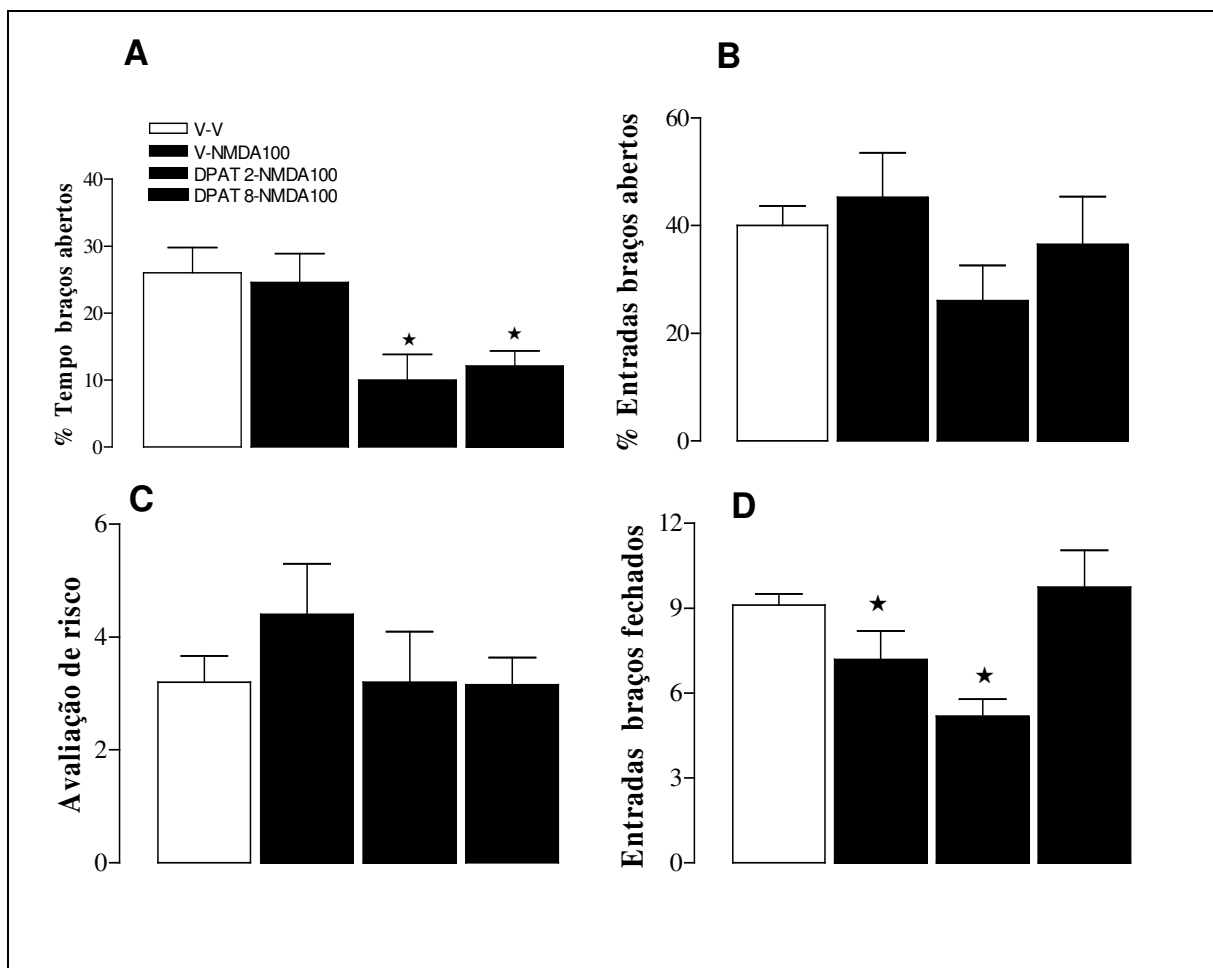 A
V-V
V-NMDA100
DPAT 2-NMDA100
DPAT 8-NMDA100
% Tempo braços abertos
40
30
20
10
0
★
★
B
% Entradas braços abertos
60
40
20
0
C
Avaliação de risco
6
4
2
0
D
Entradas braços fechados
12
9
6
3
0
★
★